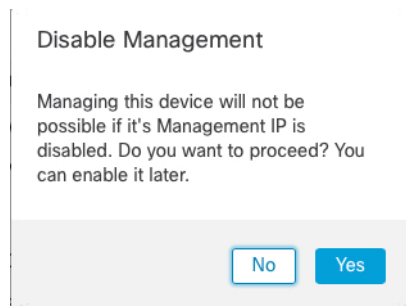 Disable Management
Managing this device will not be
possible if it's Management IP is
disabled. Do you want to proceed? You
can enable it later.
No
Yes